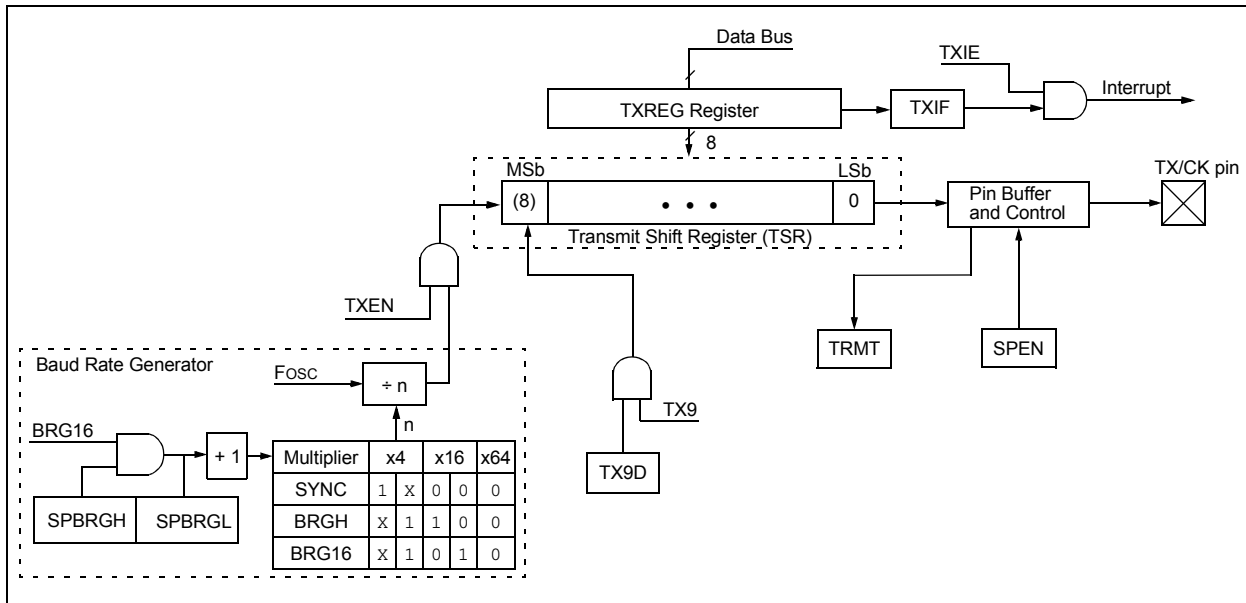 Data Bus
TXIE
Interrupt
TXREG Register
TXIF
8
MSb
LSb
TX/CK pin
(8)
• • •
0
Pin Buffer
and Control
Transmit Shift Register (TSR)
TXEN
TRMT
SPEN
Baud Rate Generator
FOSC
÷ n
TX9
n
BRG16
+ 1
Multiplier x4 x16 x64
TX9D
SYNC 1 X 0 0 0
SPBRGH SPBRGL
BRGH X 1 1 0 0
BRG16 X 1 0 1 0